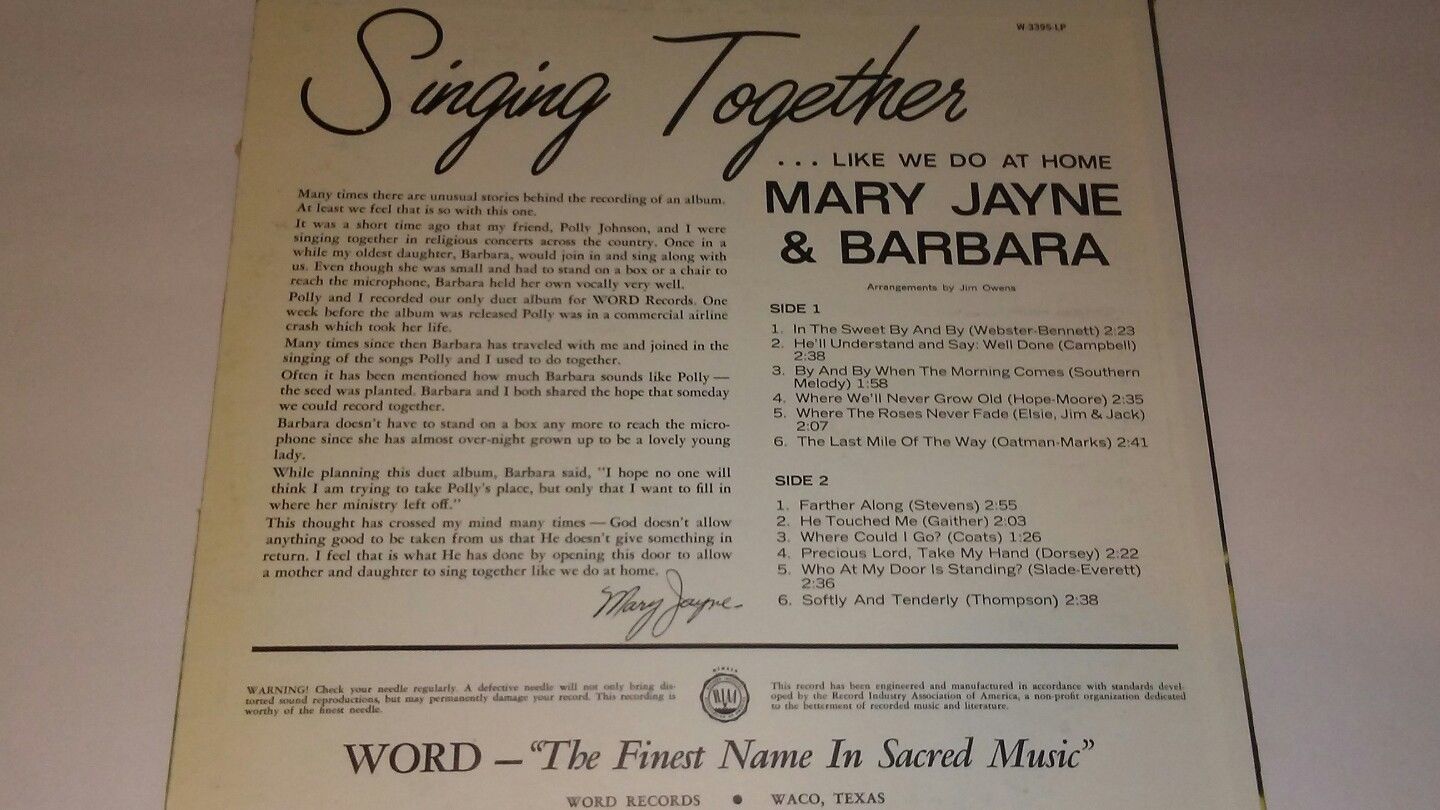 W-3395-LP
Singing Together
... LIKE WE DO AT HOME
MARY JAYNE
& BARBARA
Arrangements by Jim Owens
Many times there are unusual stories behind the recording of an album.
At least we feel that is so with this one.
It was a short time ago that my friend, Polly Johnson, and I were
singing together in religious concerts across the country. Once in a
while my oldest daughter, Barbara, would join in and sing along with
us. Even though she was small and had to stand on a box or a chair to
reach the microphone, Barbara held her own vocally very well.
Polly and I recorded our only duet album for WORD Records. One
week before the album was released Polly was in a commercial airline
crash which took her life.
Many times since then Barbara has traveled with me and joined in the
singing of the songs Polly and I used to do together.
Often it has been mentioned how much Barbara sounds like Polly —
the seed was planted. Barbara and I both shared the hope that someday
we could record together.
Barbara doesn't have to stand on a box any more to reach the micro-
phone since she has almost over-night grown up to be a lovely young
lady.
While planning this duet album, Barbara said, "I hope no one will
think I am trying to take Polly's place, but only that I want to fill in
where her ministry left off."
This thought has crossed my mind many times — God doesn't allow
anything good to be taken from us that He doesn't give something in
return. I feel that is what He has done by opening this door to allow
a mother and daughter to sing together like we do at home.
Mary Jayne
SIDE 1
1. In The Sweet By And By (Webster-Bennett) 2:23
2. He'll Understand and Say: Well Done (Campbell)
2:38
3. By And By When The Morning Comes (Southern
Melody) 1:58
4. Where We'll Never Grow Old (Hope-Moore) 2:35
5. Where The Roses Never Fade (Elsie, Jim & Jack)
2:07
6. The Last Mile Of The Way (Oatman-Marks) 2:41
SIDE 2
1. Farther Along (Stevens) 2:55
2. He Touched Me (Gaither) 2:03
3. Where Could I Go? (Coats) 1:26
4. Precious Lord, Take My Hand (Dorsey) 2:22
5. Who At My Door Is Standing? (Slade-Everett)
2:36
6. Softly And Tenderly (Thompson) 2:38
WARNING! Check your needle regularly. A defective needle will not only bring dis-
torted sound reproductions, but may permanently damage your record. This recording is
worthy of the finest needle.
MEMBER
RIAA
This record has been engineered and manufactured in accordance with standards devel-
oped by the Record Industry Association of America, a non-profit organization dedicated
to the betterment of recorded music and literature.
WORD — "The Finest Name In Sacred Music"
WORD RECORDS • WACO, TEXAS